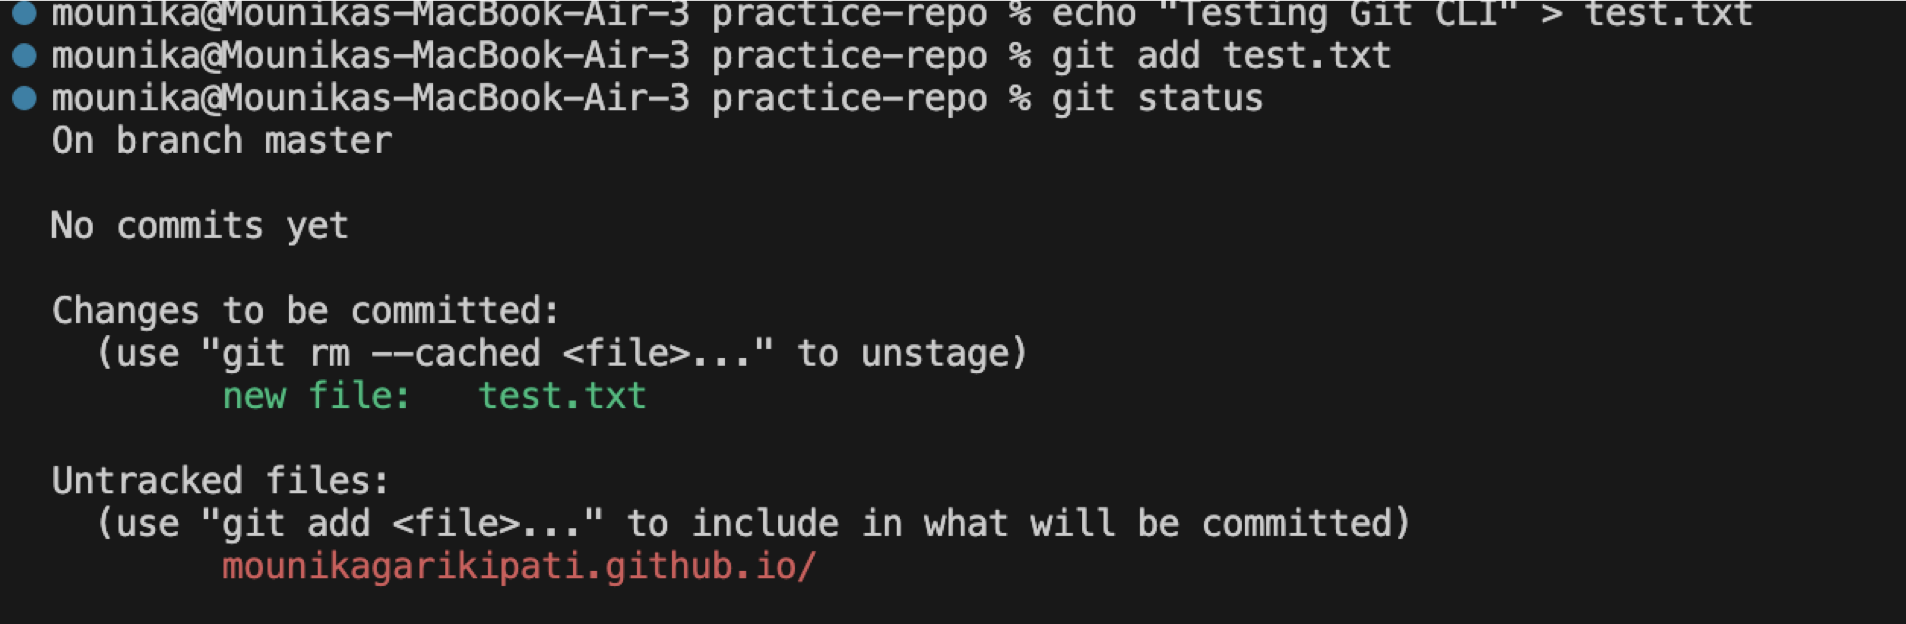 mounika@Mounikas-MacBook-Air-3 practice-repo % echo "Testing Git CLI" > test.txt
mounika@Mounikas-MacBook-Air-3 practice-repo % git add test.txt
mounika@Mounikas-MacBook-Air-3 practice-repo % git status
On branch master
No commits yet
Changes to be committed:
(use "git rm --cached <file>..." to unstage)
new file:   test.txt
Untracked files:
(use "git add <file>..." to include in what will be committed)
mounikagarikipati.github.io/